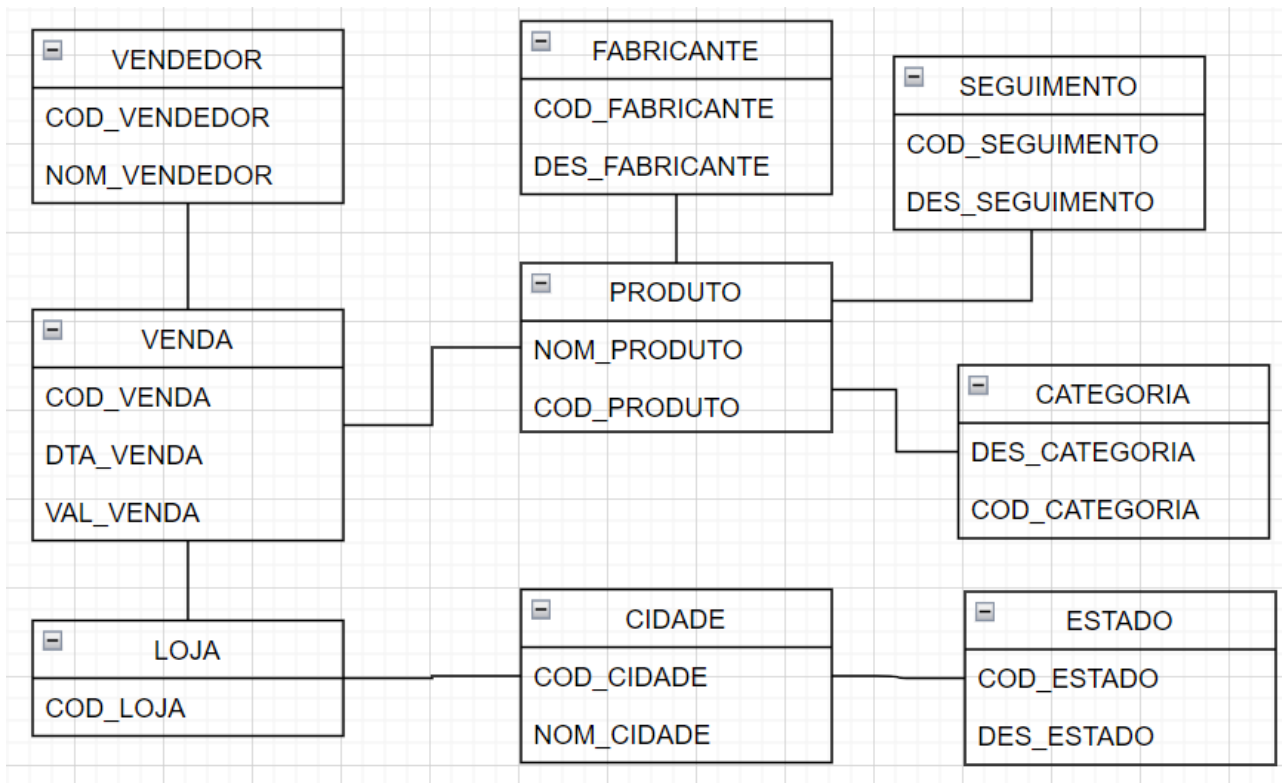 VENDEDOR
COD_VENDEDOR
NOM_VENDEDOR
FABRICANTE
COD_FABRICANTE
DES_FABRICANTE
SEGUIMENTO
COD_SEGUIMENTO
DES_SEGUIMENTO
VENDA
COD_VENDA
DTA_VENDA
VAL_VENDA
PRODUTO
NOM_PRODUTO
COD_PRODUTO
CATEGORIA
DES_CATEGORIA
COD_CATEGORIA
LOJA
COD_LOJA
CIDADE
COD_CIDADE
NOM_CIDADE
ESTADO
COD_ESTADO
DES_ESTADO